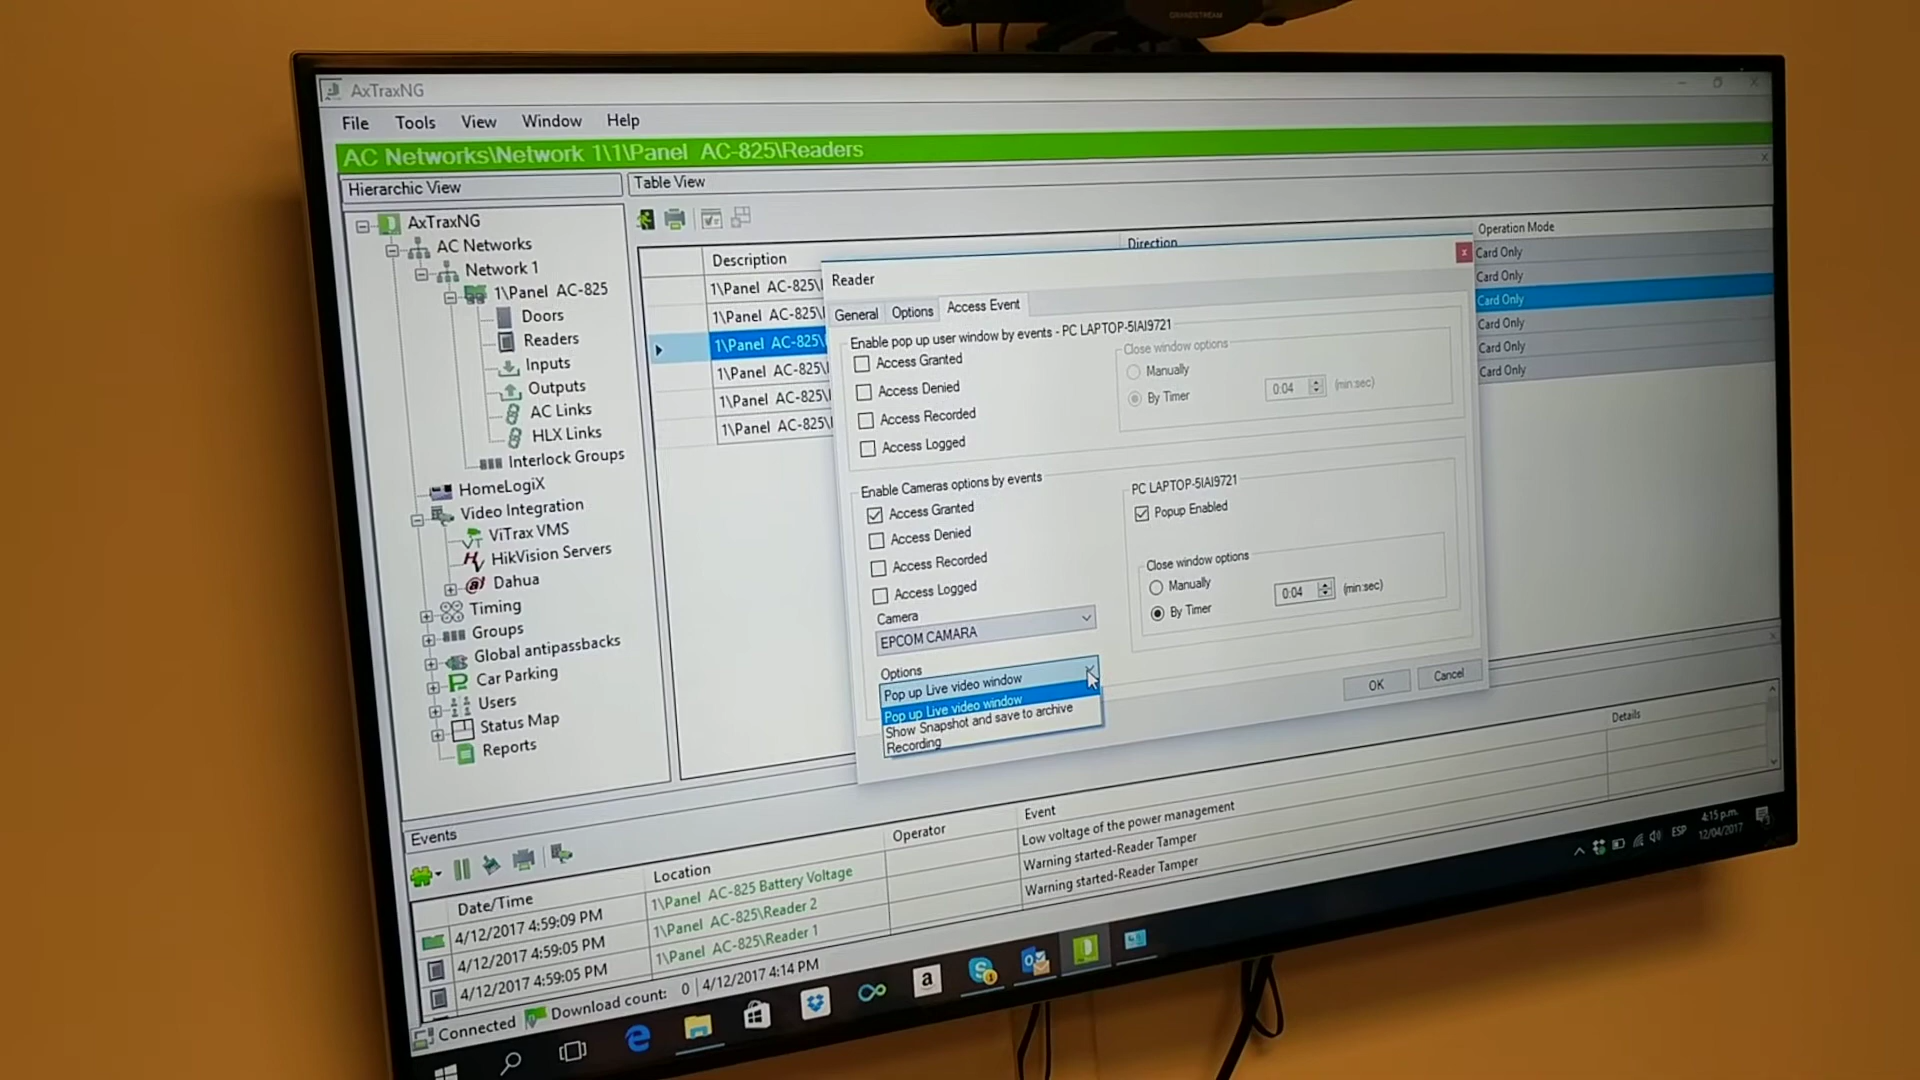 GRANDSTREAM
AxTraxNG
File Tools View Window Help
AC Networks\Network 1\1\Panel AC-825\Readers
Hierarchic View
Table View
AxTraxNG
AC Networks
Network 1
1\Panel AC-825
Doors
Readers
Inputs
Outputs
AC Links
HLX Links
Interlock Groups
HomeLogiX
Video Integration
ViTrax VMS
HikVision Servers
Dahua
Timing
Groups
Global antipassbacks
Car Parking
Users
Status Map
Reports
Description
Direction
Operation Mode
1\Panel AC-825\
1\Panel AC-825\
1\Panel AC-825\
1\Panel AC-825\
1\Panel AC-825\
1\Panel AC-825\
Card Only
Card Only
Card Only
Card Only
Card Only
Card Only
Reader
General Options Access Event
Enable pop up user window by events - PC LAPTOP-5IAI9721
Access Granted
Access Denied
Access Recorded
Access Logged
Close window options
Manually
By Timer 0:04 (min:sec)
Enable Cameras options by events
Access Granted
Access Denied
Access Recorded
Access Logged
Camera
EPCOM CAMARA
Options
Pop up Live video window
Pop up Live video window
Show Snapshot and save to archive
Recording
PC LAPTOP-5IAI9721
Popup Enabled
Close window options
Manually
By Timer 0:04 (min:sec)
OK Cancel
Events
Date/Time Location Operator Event Details
4/12/2017 4:59:09 PM 1\Panel AC-825 Battery Voltage Low voltage of the power management
4/12/2017 4:59:05 PM 1\Panel AC-825\Reader 2 Warning started-Reader Tamper
4/12/2017 4:59:05 PM 1\Panel AC-825\Reader 1 Warning started-Reader Tamper
Connected Download count: 0 4/12/2017 4:14 PM
ESP 4:15 p.m.
12/04/2017